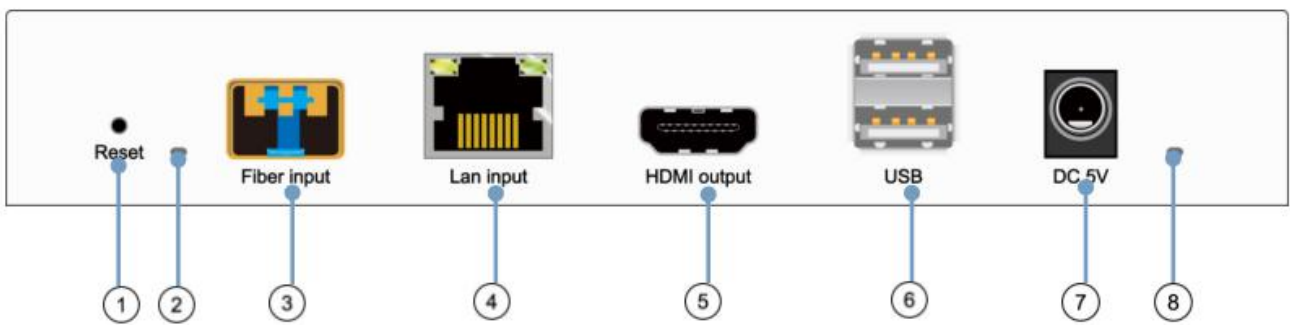 Reset
Fiber input
Lan input
HDMI output
USB
DC 5V
1
2
3
4
5
6
7
8